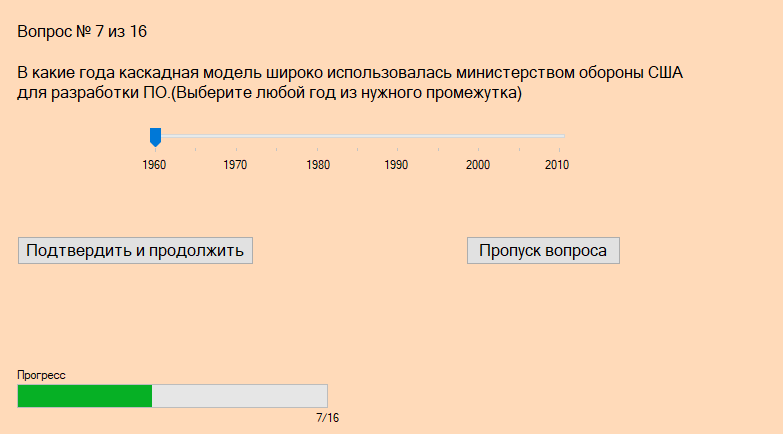 Вопрос № 7 из 16
В какие года каскадная модель широко использовалась министерством обороны США
для разработки ПО.(Выберите любой год из нужного промежутка)
1960 1970 1980 1990 2000 2010
Подтвердить и продолжить Пропуск вопроса
Прогресс
7/16